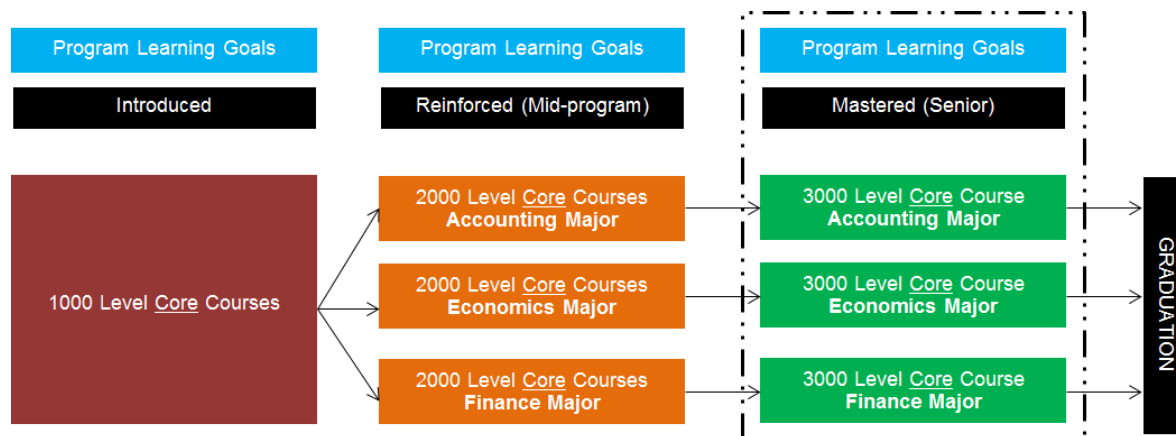 Program Learning Goals
Introduced
1000 Level Core Courses
Program Learning Goals
Reinforced (Mid-program)
2000 Level Core Courses
Accounting Major
2000 Level Core Courses
Economics Major
2000 Level Core Courses
Finance Major
Program Learning Goals
Mastered (Senior)
3000 Level Core Course
Accounting Major
3000 Level Core Course
Economics Major
3000 Level Core Course
Finance Major
GRADUATION